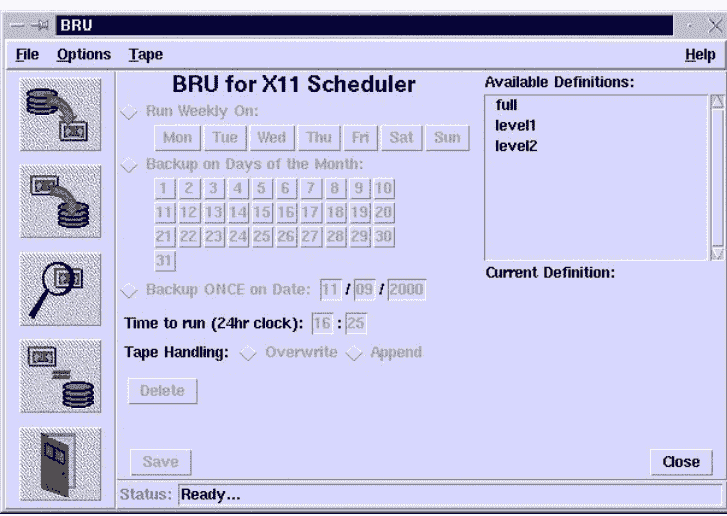 BRU
File Options Tape Help
BRU for X11 Scheduler
Run Weekly On:
Mon Tue Wed Thu Fri Sat Sun
Backup on Days of the Month:
1 2 3 4 5 6 7 8 9 10
11 12 13 14 15 16 17 18 19 20
21 22 23 24 25 26 27 28 29 30
31
Backup ONCE on Date: 11 / 09 / 2000
Time to run (24hr clock): 16 : 25
Tape Handling: Overwrite Append
Delete
Save
Available Definitions:
full
level1
level2
Current Definition:
Close
Status: Ready...